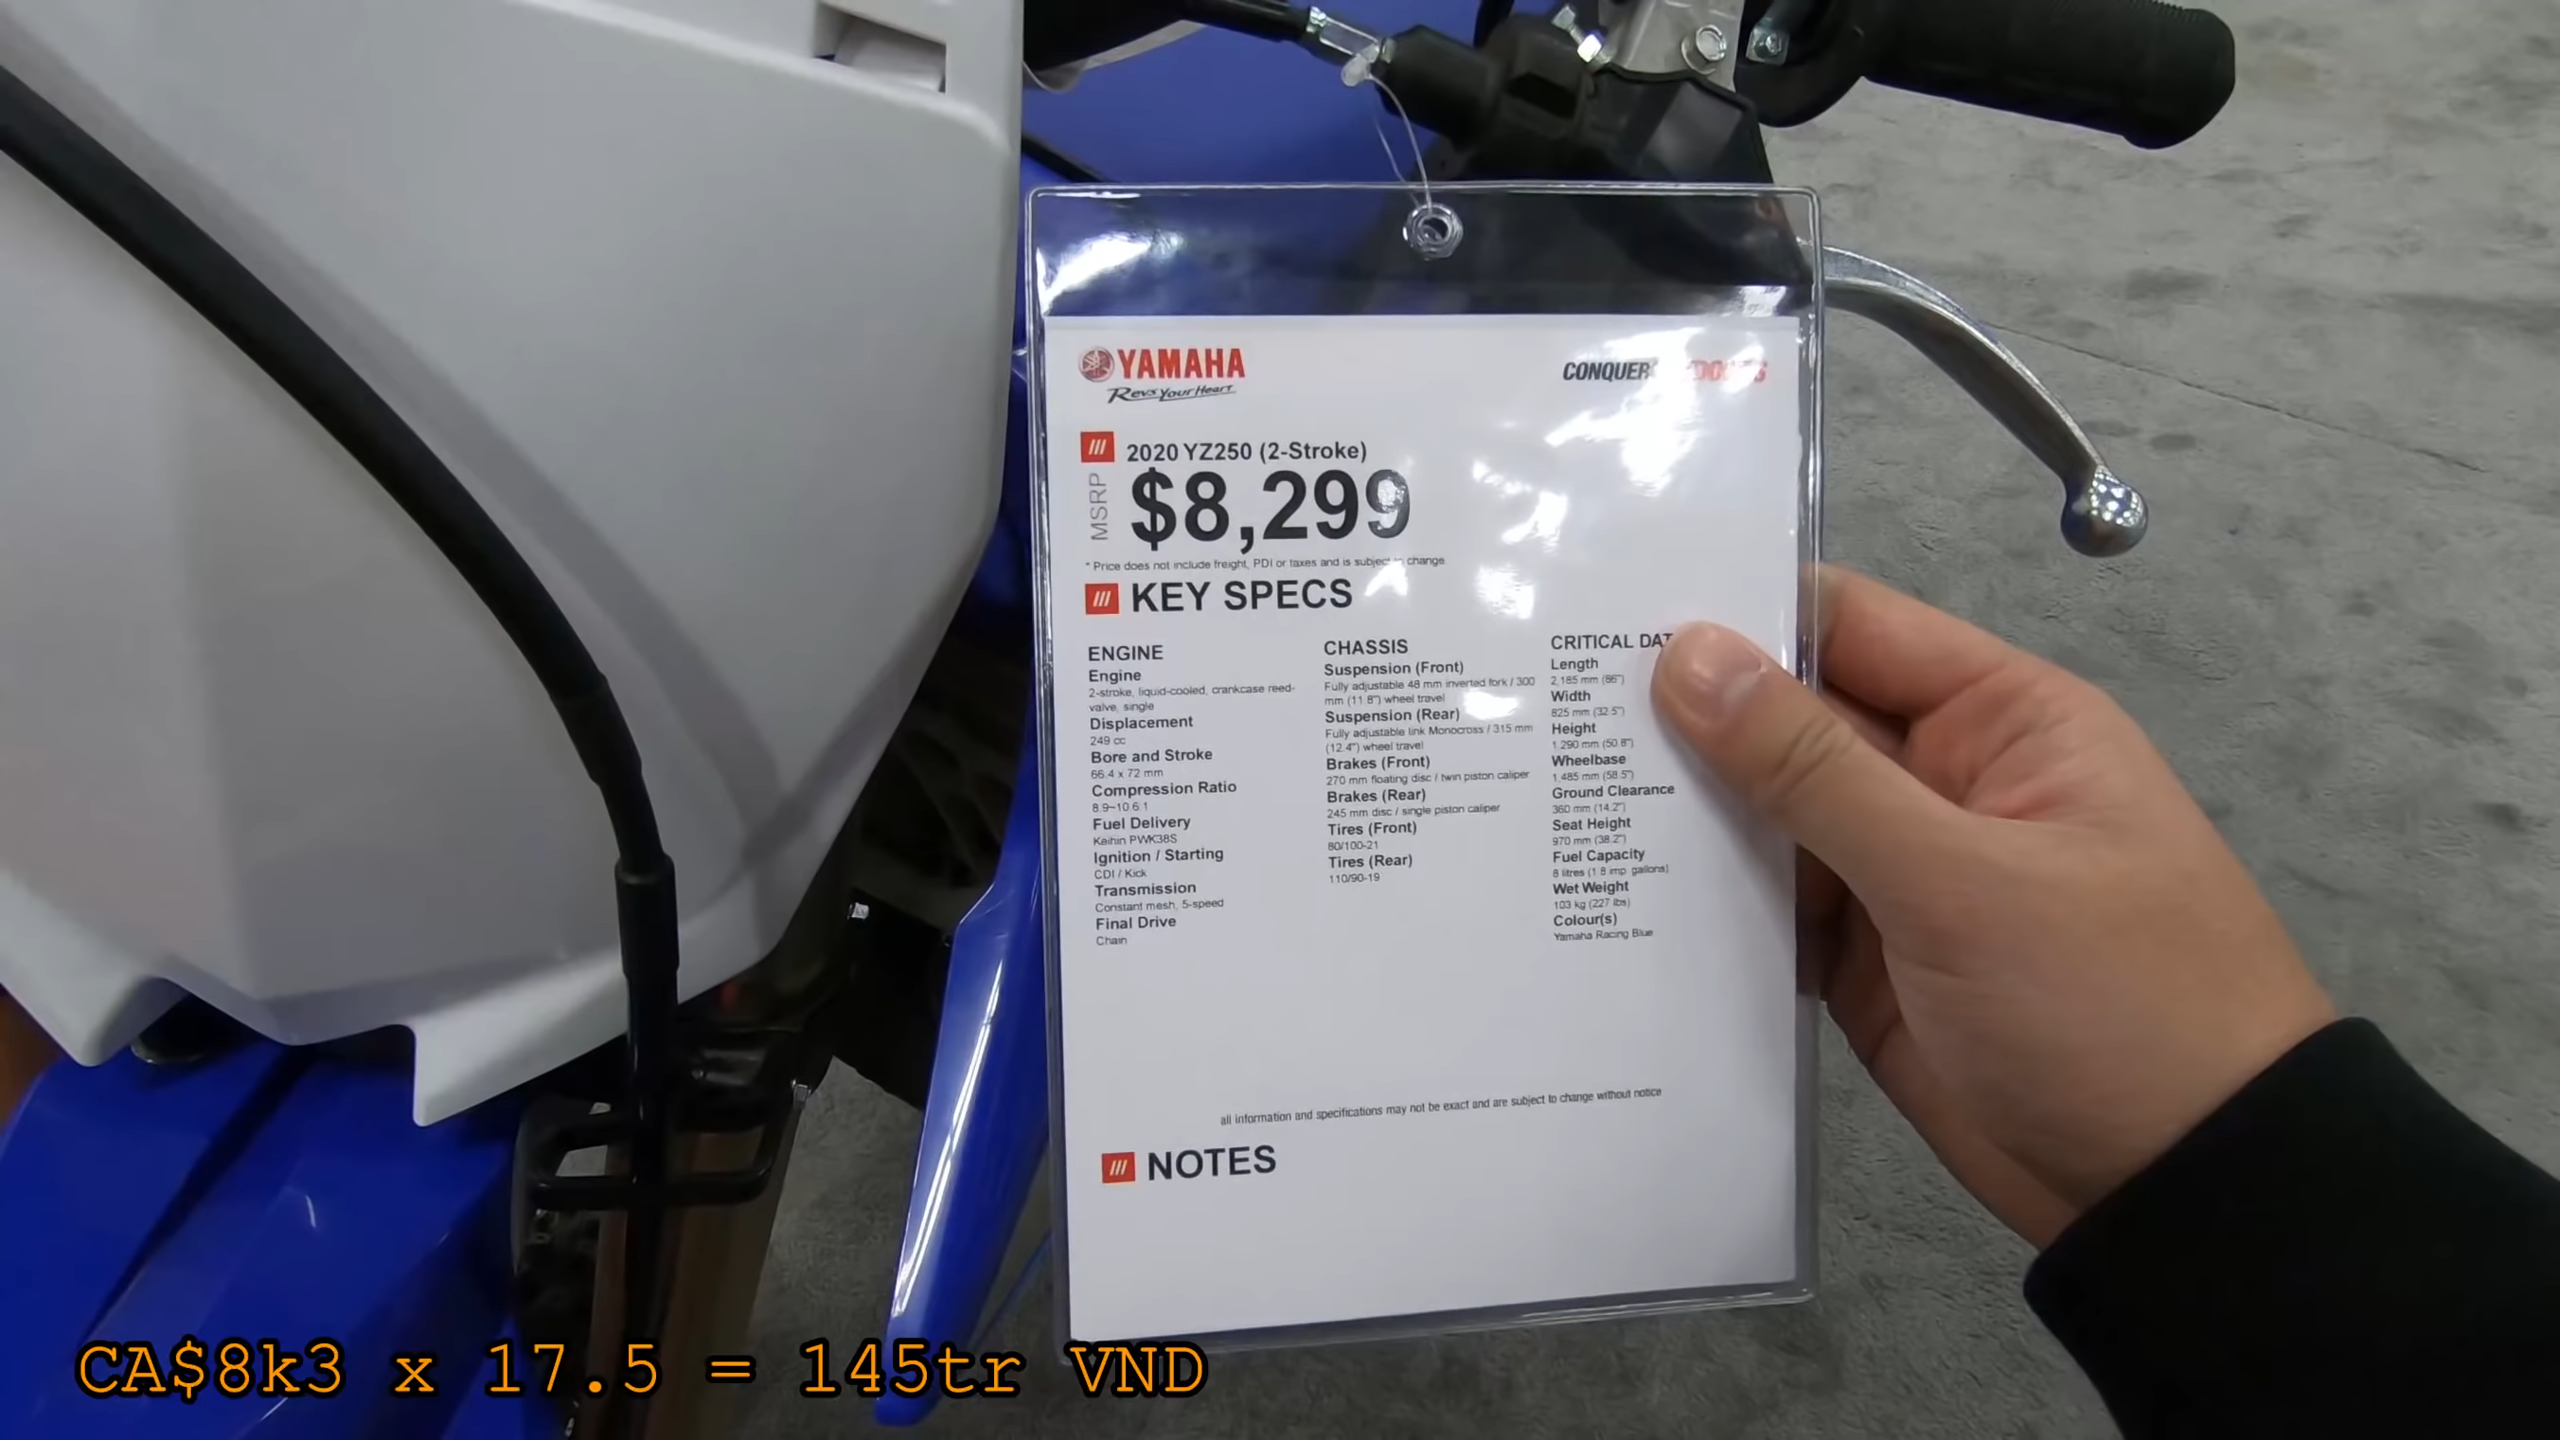 YAMAHA
Revs Your Heart
CONQUER
2020 YZ250 (2-Stroke)
MSRP
$8,299
* Price does not include freight, PDI or taxes and is subject to change
KEY SPECS
ENGINE
Engine
2-stroke, liquid-cooled, crankcase reed-
valve, single
Displacement
249 cc
Bore and Stroke
66.4 x 72 mm
Compression Ratio
8.9~10.6:1
Fuel Delivery
Keihin PWK38S
Ignition / Starting
CDI / Kick
Transmission
Constant mesh, 5-speed
Final Drive
Chain
CHASSIS
Suspension (Front)
Fully adjustable 48 mm inverted fork / 300
mm (11.8") wheel travel
Suspension (Rear)
Fully adjustable link Monocross / 315 mm
(12.4") wheel travel
Brakes (Front)
270 mm floating disc / twin piston caliper
Brakes (Rear)
245 mm disc / single piston caliper
Tires (Front)
80/100-21
Tires (Rear)
110/90-19
CRITICAL DAT
Length
2,185 mm (86")
Width
825 mm (32.5")
Height
1,290 mm (50.8")
Wheelbase
1,485 mm (58.5")
Ground Clearance
360 mm (14.2")
Seat Height
970 mm (38.2")
Fuel Capacity
8 litres (1.8 imp. gallons)
Wet Weight
103 kg (227 lbs)
Colour(s)
Yamaha Racing Blue
all information and specifications may not be exact and are subject to change without notice
NOTES
CA$8k3 x 17.5 = 145tr VND